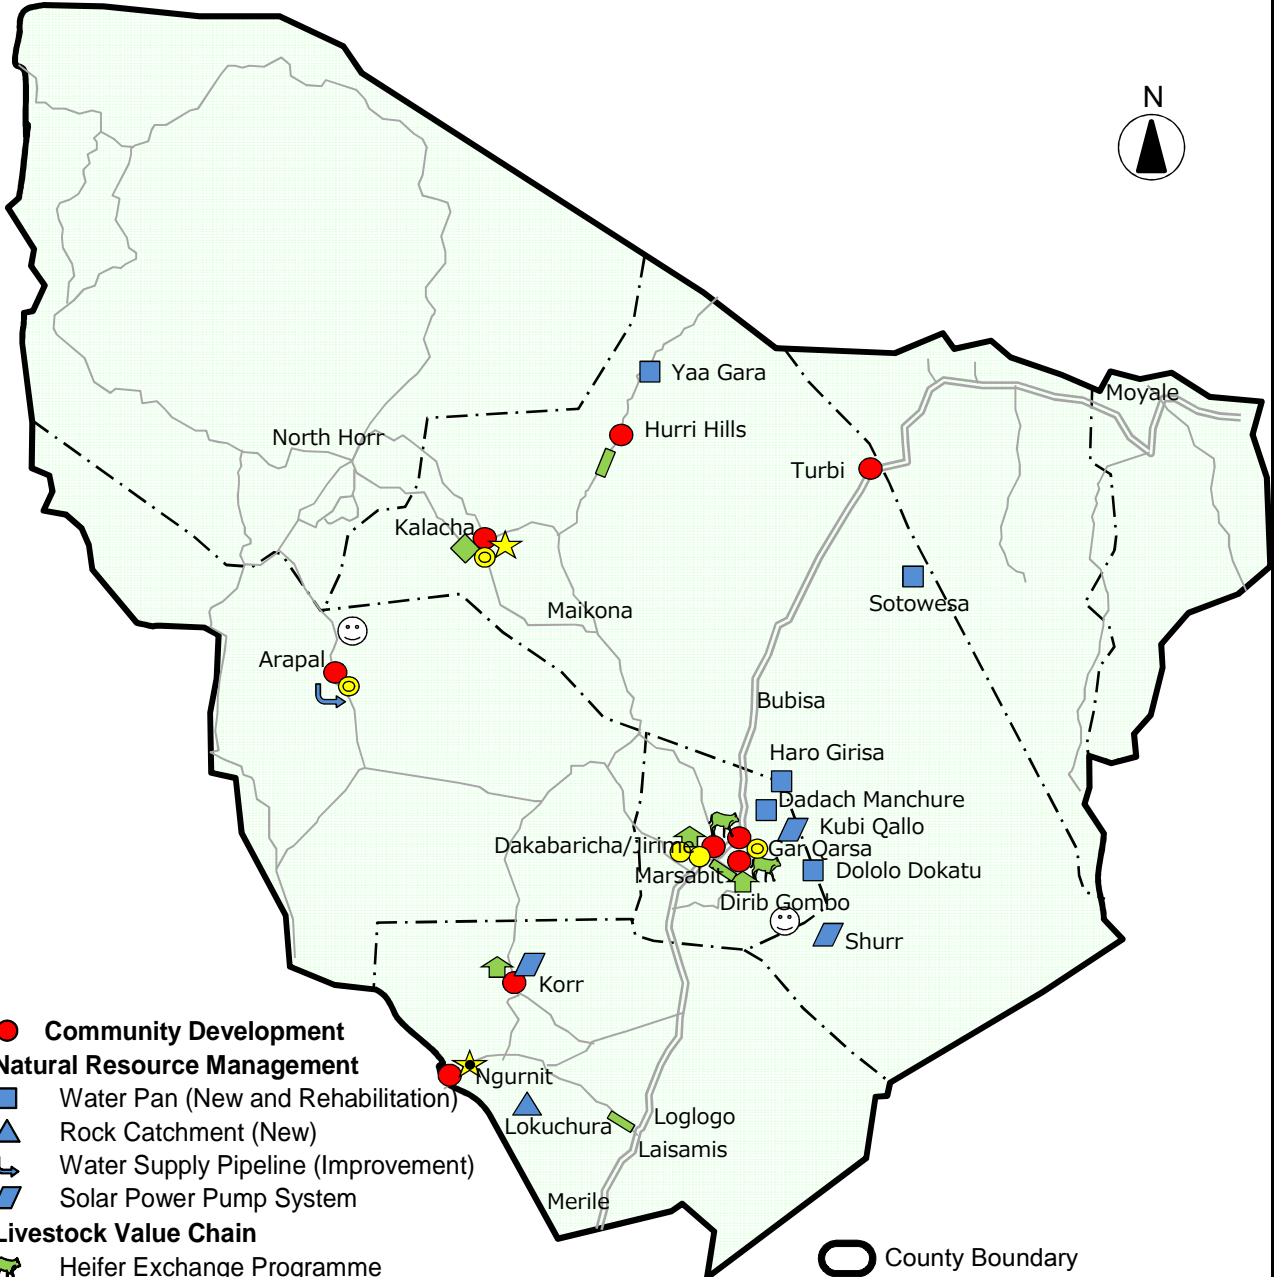 N
Moyale
Yaa Gara
Hurri Hills
North Horr
Turbi
Kalacha
Sotowesa
Maikona
Arapal
Bubisa
Haro Girisa
Dadach Manchure
Kubi Qallo
Dakabaricha/Jirime
Gar Qarsa
Marsabit
Dololo Dokatu
Dirib Gombo
Shurr
Korr
Community Development
Natural Resource Management
Ngurnit
Water Pan (New and Rehabilitation)
Loglogo
Lokuchura
Rock Catchment (New)
Laisamis
Water Supply Pipeline (Improvement)
Solar Power Pump System
Merile
Livestock Value Chain
County Boundary
Heifer Exchange Programme